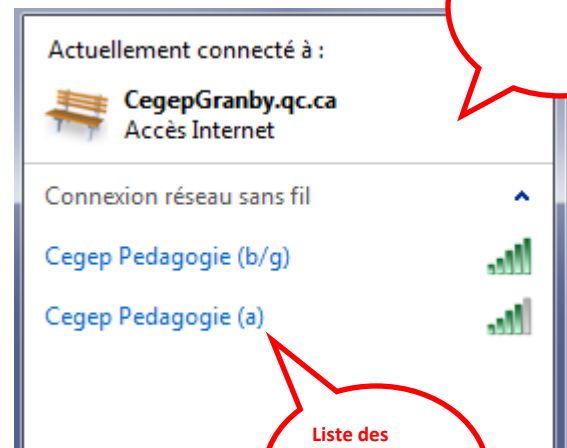 Actuellement connecté à :
CegepGranby.qc.ca
Accès Internet
Connexion réseau sans fil
Cegep Pedagogie (b/g)
Cegep Pedagogie (a)
Liste des